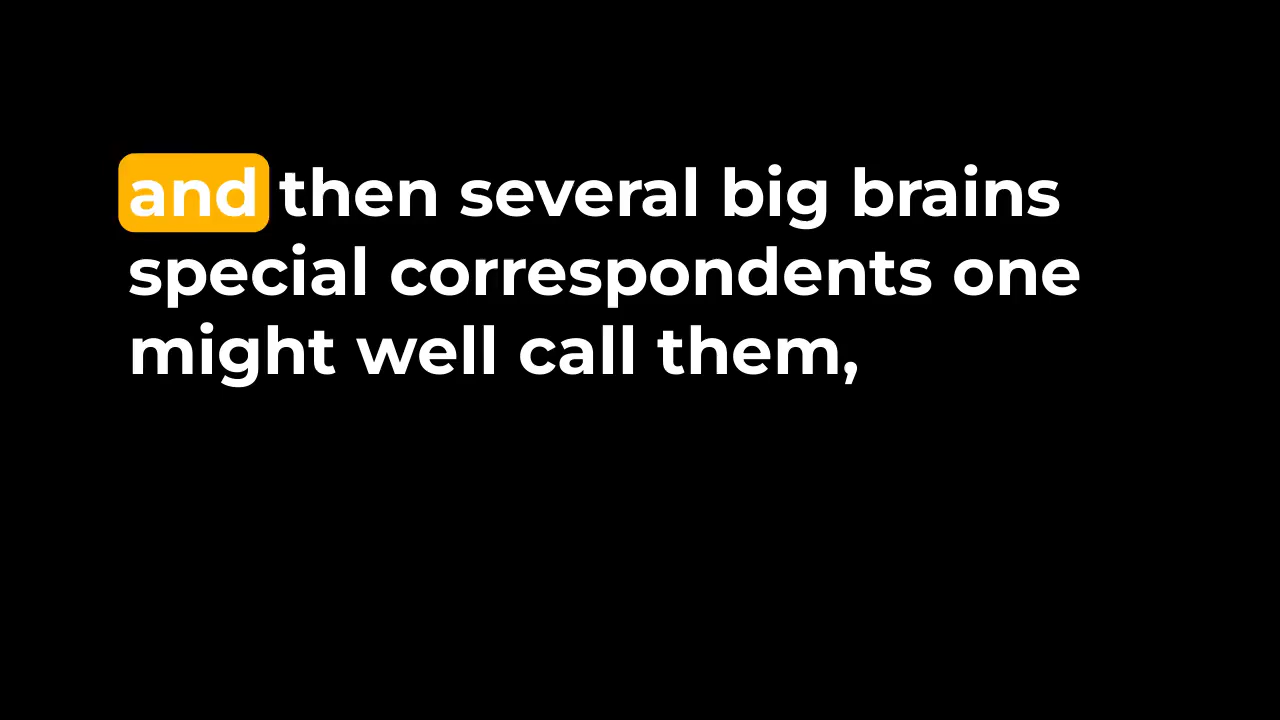 and then several big brains
special correspondents one
might well call them,